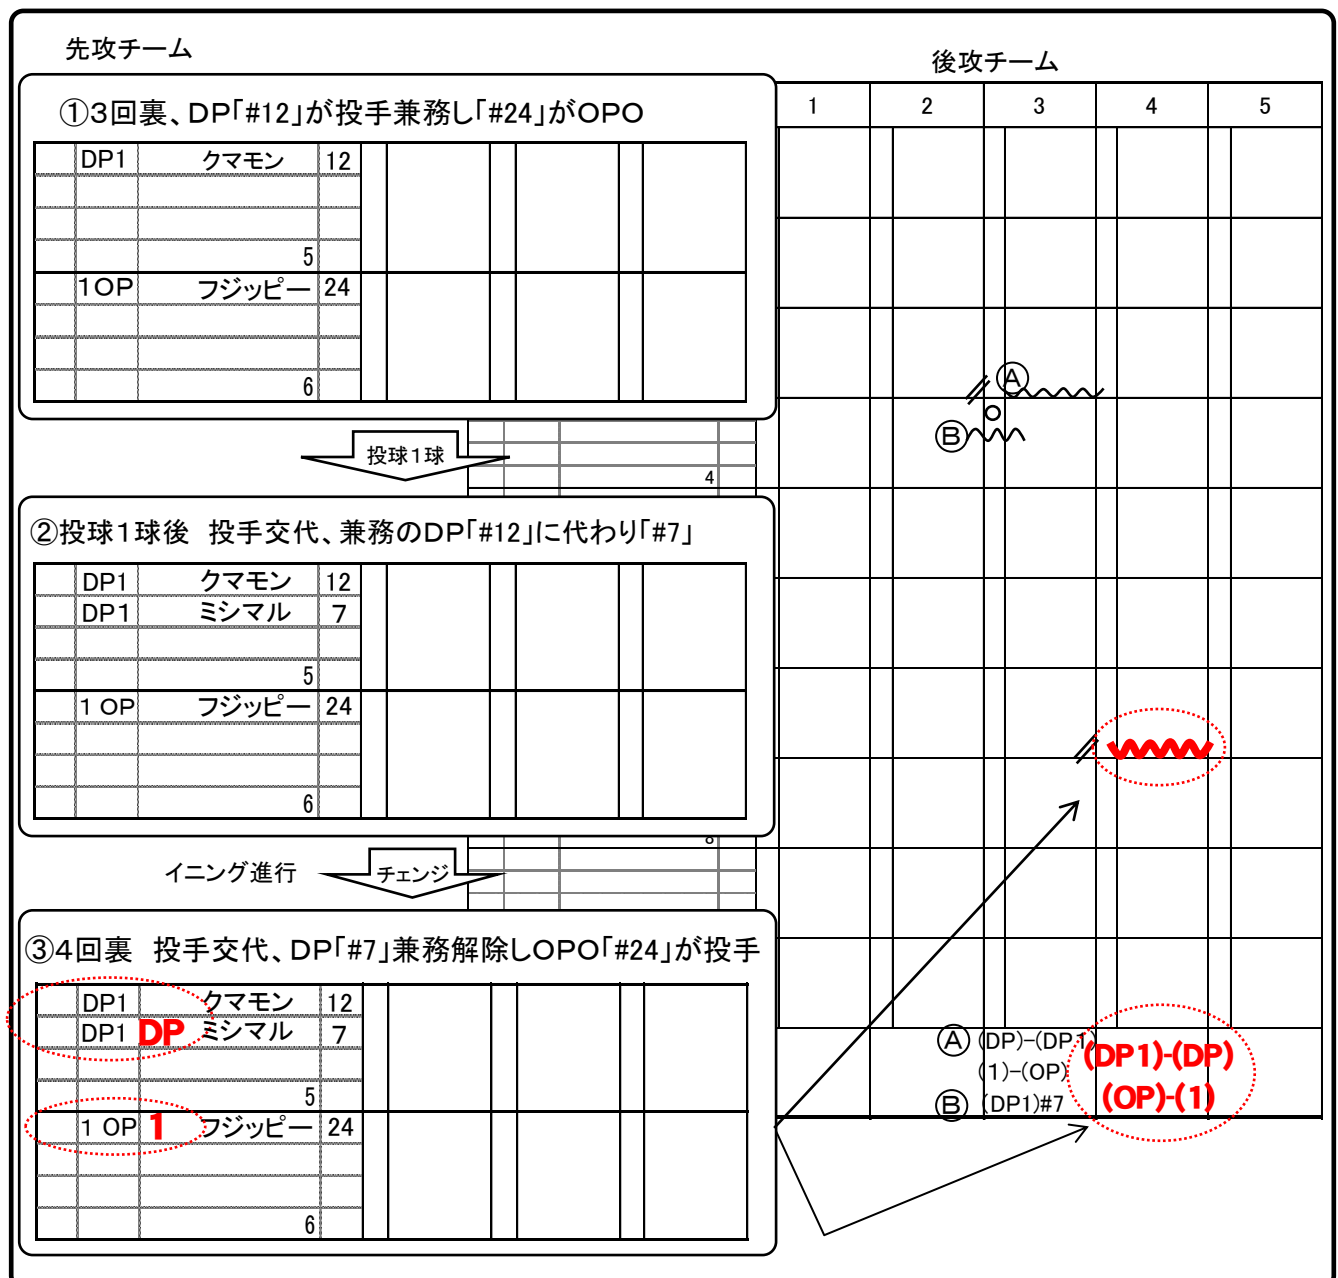 先攻チーム
後攻チーム
1 2 3 4 5
①3回裏、DP「#12」が投手兼務し「#24」がOPO
DP1 クマモン 12
5
1OP フジッピー 24
6
Ⓐ
Ⓑ
投球1球
4
②投球1球後 投手交代、兼務のDP「#12」に代わり「#7」
DP1 クマモン 12
DP1 ミシマル 7
5
1 OP フジッピー 24
6
8
イニング進行 チェンジ
③4回裏 投手交代、DP「#7」兼務解除しOPO「#24」が投手
DP1 クマモン 12
DP1 DP ミシマル 7
5
1 OP 1 フジッピー 24
6
Ⓐ (DP)-(DP1)
(1)-(OP)
Ⓑ (DP1)#7
(DP1)-(DP)
(OP)-(1)